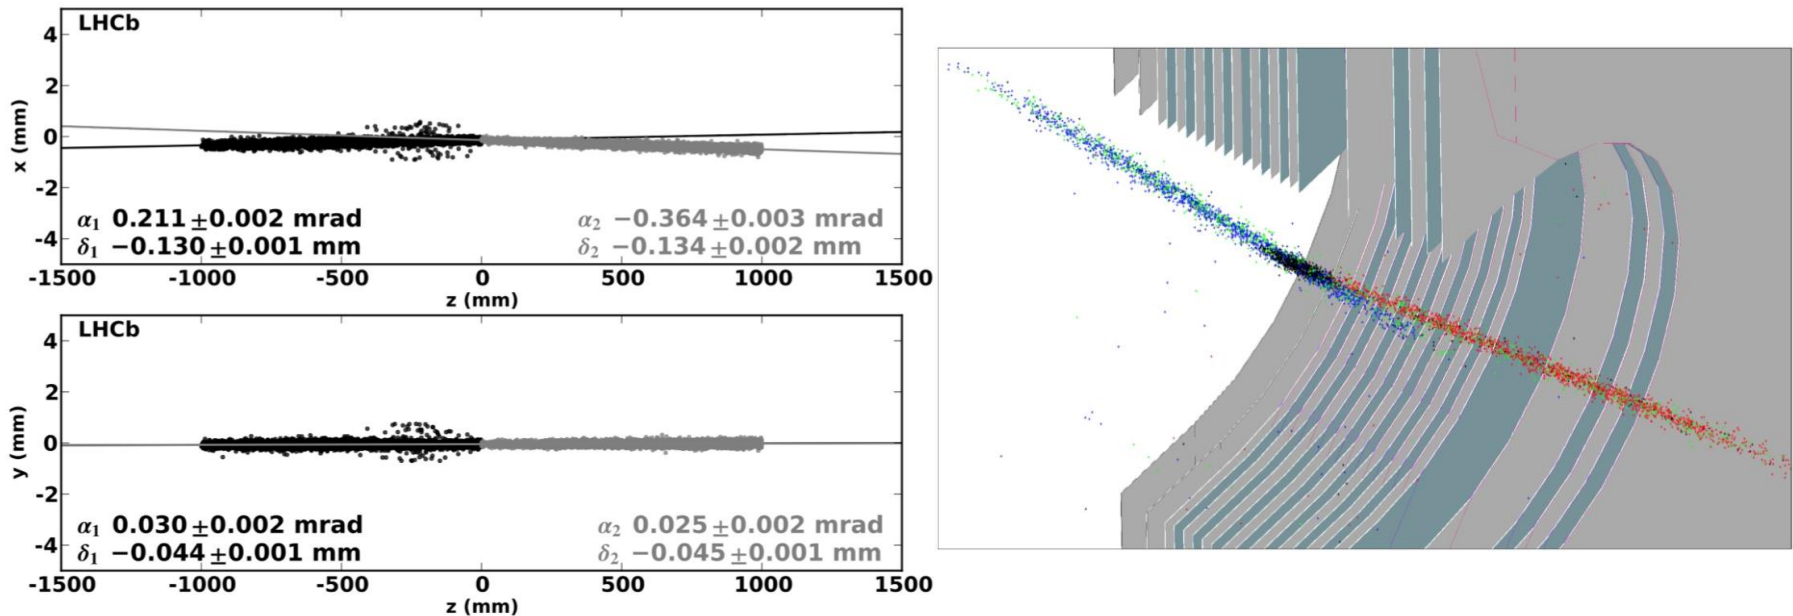 LHCb
4
2
0
-2
-4
x (mm)
α₁ 0.211±0.002 mrad
α₂ −0.364±0.003 mrad
δ₁ −0.130±0.001 mm
δ₂ −0.134±0.002 mm
-1500 -1000 -500 0 500 1000 1500
z (mm)
LHCb
4
2
0
-2
-4
y (mm)
α₁ 0.030±0.002 mrad
α₂ 0.025±0.002 mrad
δ₁ −0.044±0.001 mm
δ₂ −0.045±0.001 mm
-1500 -1000 -500 0 500 1000 1500
z (mm)